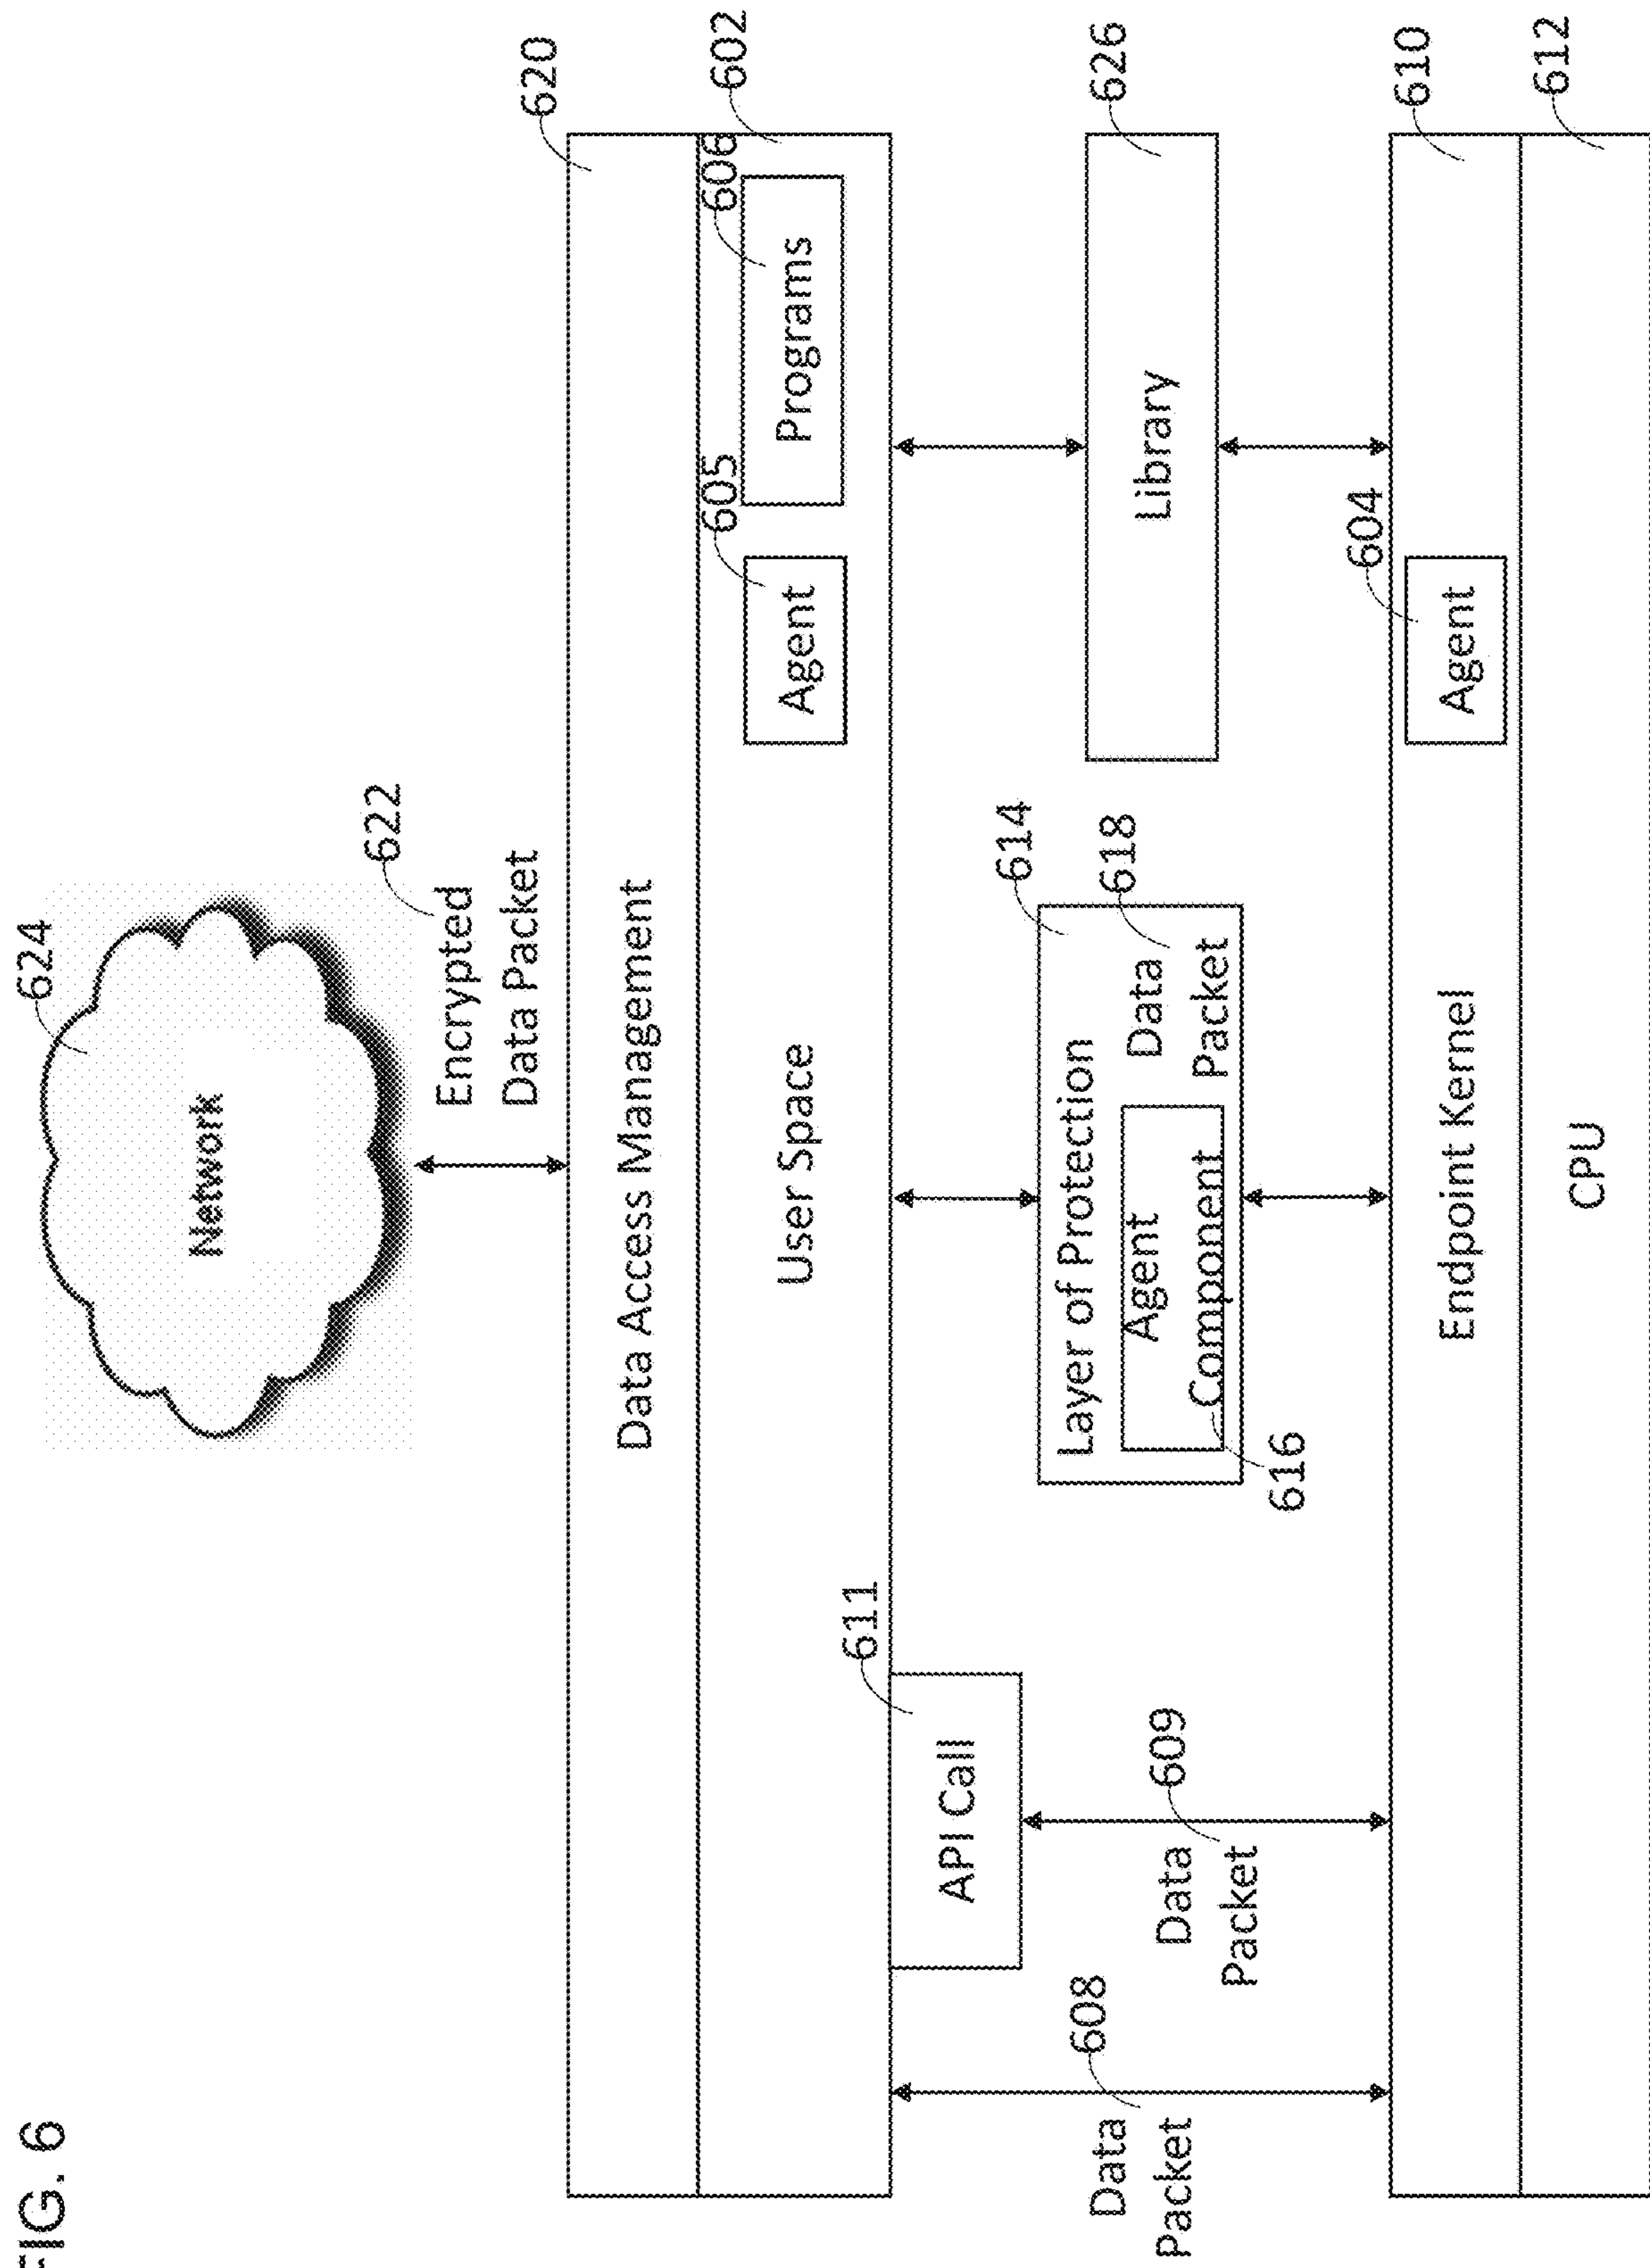 FIG. 6
624
Network
622
Encrypted
Data Packet
620
Data Access Management
602
User Space
605
Agent
606
Programs
611
API Call
608
Data
Packet
609
Data
Packet
614
Layer of Protection
Agent
Component
616
618
Data
Packet
626
Library
610
Endpoint Kernel
604
Agent
612
CPU